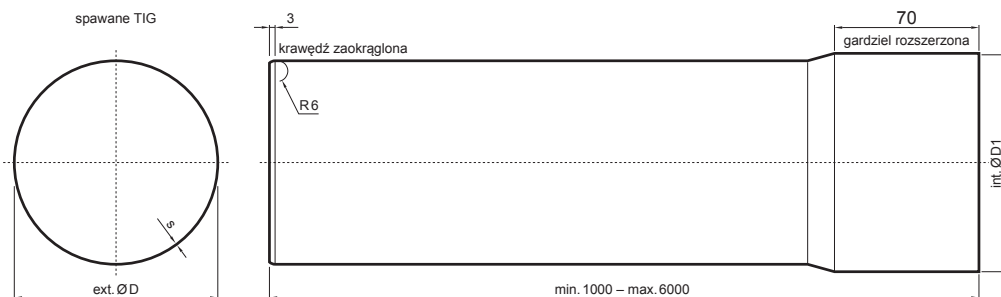 spawane TIG
3
70
krawędź zaokrąglona
gardziel rozszerzona
R6
int. ØD1
s
ext. ØD
min. 1000 – max. 6000